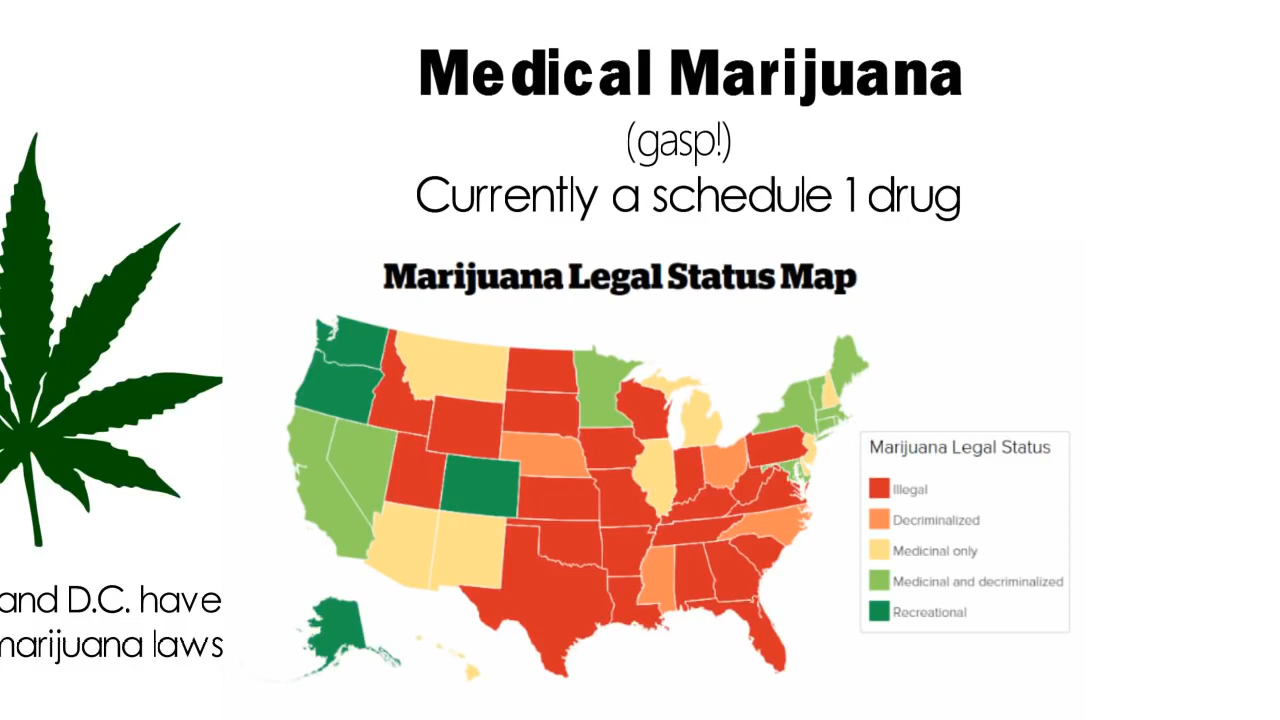 Medical Marijuana
(gasp!)
Currently a schedule 1 drug
Marijuana Legal Status Map
Marijuana Legal Status
Illegal
Decriminalized
Medicinal only
Medicinal and decriminalized
Recreational
and D.C. have
marijuana laws